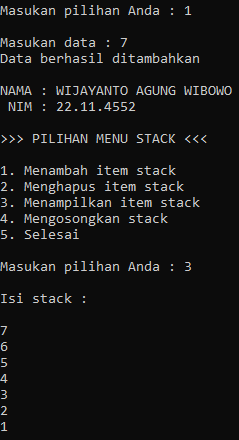 Masukan pilihan Anda : 1
Masukan data : 7
Data berhasil ditambahkan
NAMA : WIJAYANTO AGUNG WIBOWO
NIM : 22.11.4552
>>> PILIHAN MENU STACK <<<
1. Menambah item stack
2. Menghapus item stack
3. Menampilkan item stack
4. Mengosongkan stack
5. Selesai
Masukan pilihan Anda : 3
Isi stack :
7
6
5
4
3
2
1